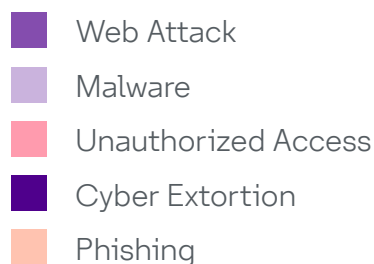 Web Attack
Malware
Unauthorized Access
Cyber Extortion
Phishing